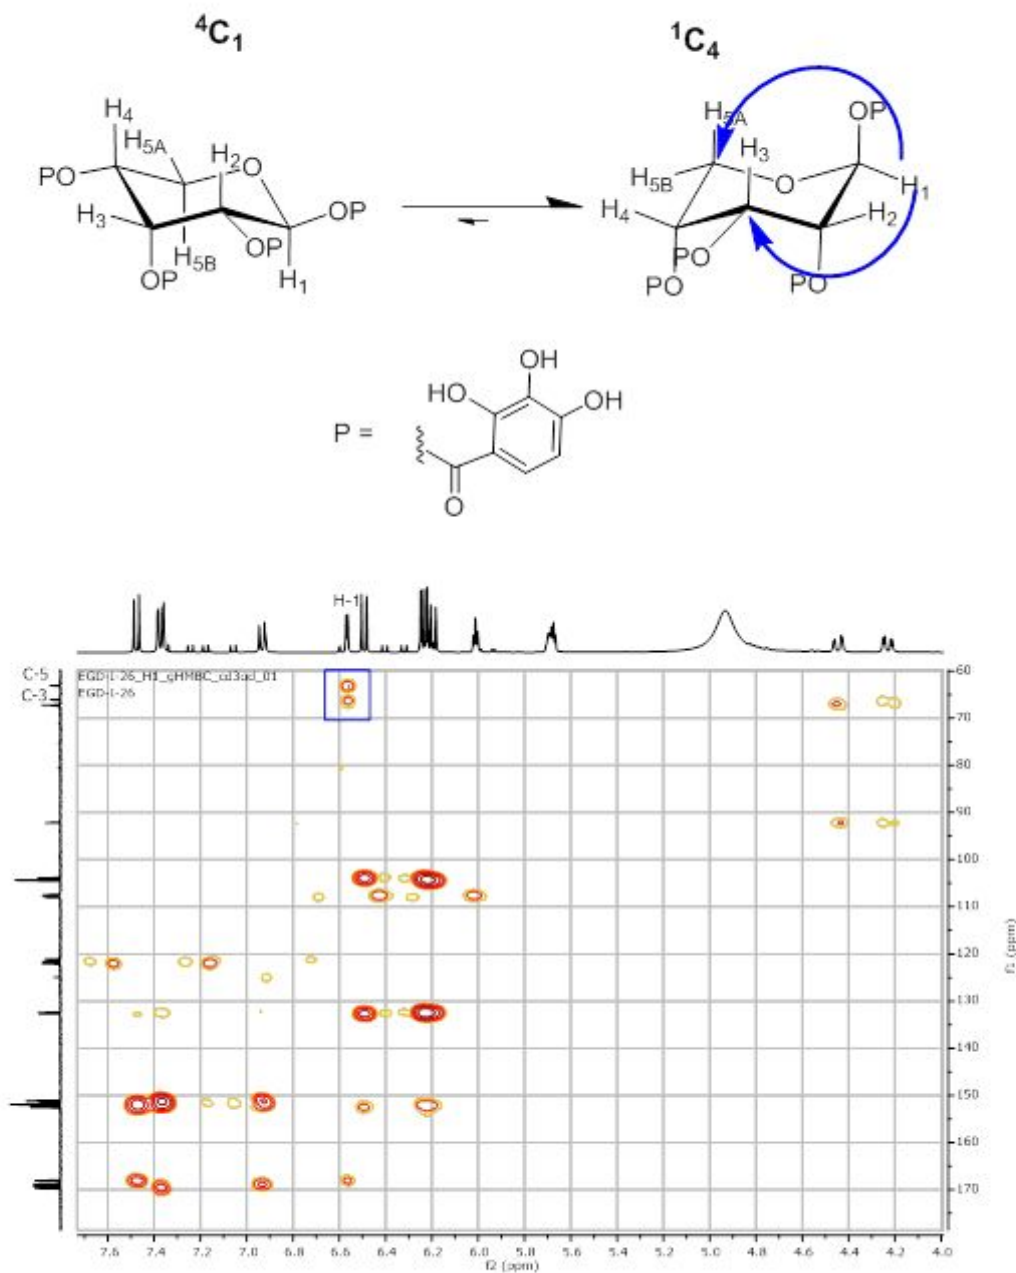 ⁴C₁
¹C₄
H₄
H₅A
H₂
O
PO
OP
H₃
OP
OP
H₅B
H₁
H₅A
OP
H₃
H₅B
O
H₁
H₄
H₂
PO
PO
OP
OH
HO
OH
P =
O
H-1
C-5
C-3
EGD-I-26_H1_gHMBC_cd3od_01
EGD-I-26
60
70
80
90
100
110
120
130
140
150
160
170
f1 (ppm)
7.6 7.4 7.2 7.0 6.8 6.6 6.4 6.2 6.0 5.8 5.6 5.4 5.2 5.0 4.8 4.6 4.4 4.2 4.0
f2 (ppm)